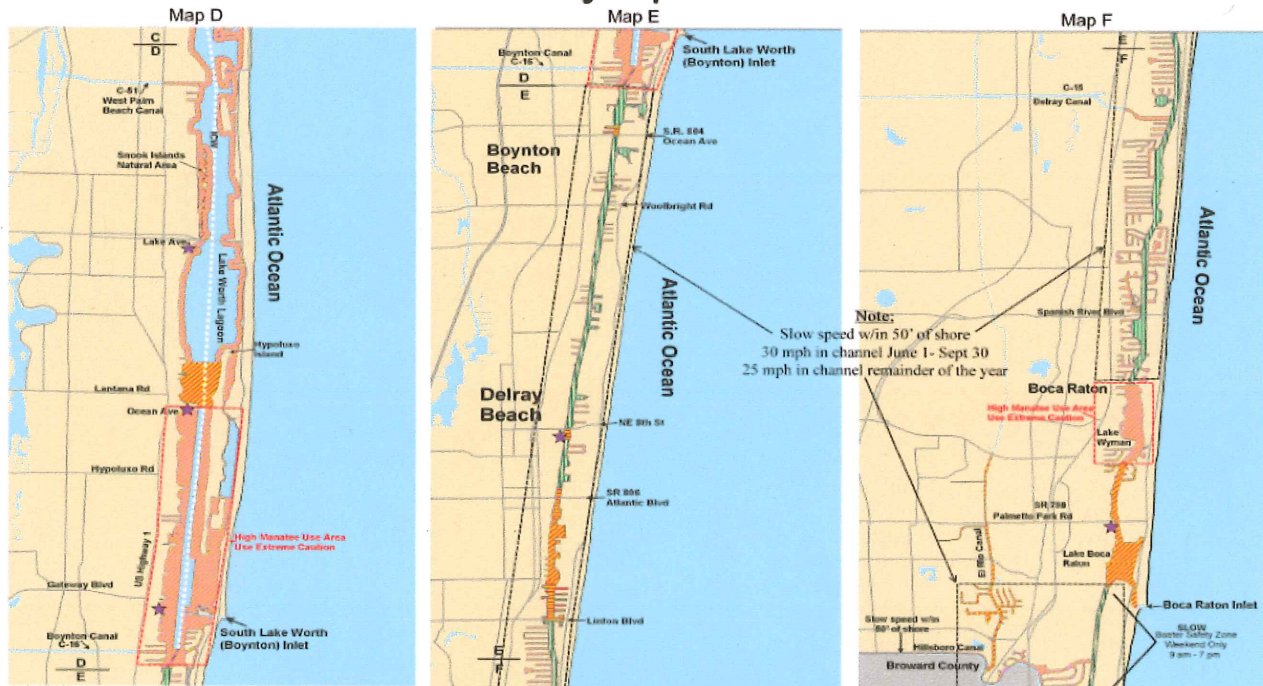 Map D
C
D
C-51
West Palm
Beach Canal
ICW
Snook Islands
Natural Area
Atlantic Ocean
Lake Ave
Lake Worth Lagoon
Hypoluxo
Island
Lantana Rd
Ocean Ave
Hypoluxo Rd
High Manatee Use Area
Use Extreme Caution
US Highway 1
Gateway Blvd
South Lake Worth
(Boynton) Inlet
Boynton Canal
C-16
D
E
Map E
Boynton Canal
C-16
South Lake Worth
(Boynton) Inlet
D
E
S.R. 804
Ocean Ave
Boynton
Beach
Woolbright Rd
Atlantic Ocean
Delray
Beach
NE 8th St
SR 806
Atlantic Blvd
Linton Blvd
E
F
Note:
Slow speed w/in 50' of shore
30 mph in channel June 1- Sept 30
25 mph in channel remainder of the year
Map F
E
F
C-15
Delray Canal
Atlantic Ocean
Spanish River Blvd
Boca Raton
High Manatee Use Area
Use Extreme Caution
Lake
Wyman
SR 798
Palmetto Park Rd
El Rio Canal
Lake Boca
Raton
Boca Raton Inlet
Slow speed w/in
50' of shore
SLOW
Boater Safety Zone
Weekend Only
9 am - 7 pm
Hillsboro Canal
Broward County